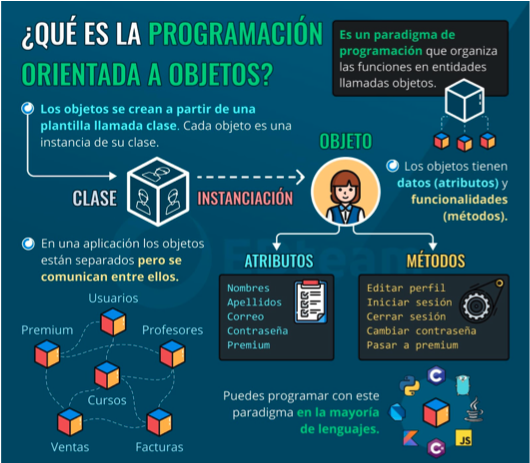 ¿QUÉ ES LA PROGRAMACIÓN
ORIENTADA A OBJETOS?
Es un paradigma de
programación que organiza
las funciones en entidades
llamadas objetos.
Los objetos se crean a partir de una
plantilla llamada clase. Cada objeto es una
instancia de su clase.
OBJETO
CLASE
INSTANCIACIÓN
Los objetos tienen
datos (atributos) y
funcionalidades
(métodos).
En una aplicación los objetos
están separados pero se
comunican entre ellos.
ATRIBUTOS
Nombres
Apellidos
Correo
Contraseña
Premium
MÉTODOS
Editar perfil
Iniciar sesión
Cerrar sesión
Cambiar contraseña
Pasar a premium
Usuarios
Premium
Profesores
Cursos
Ventas
Facturas
Puedes programar con este
paradigma en la mayoría
de lenguajes.
JS